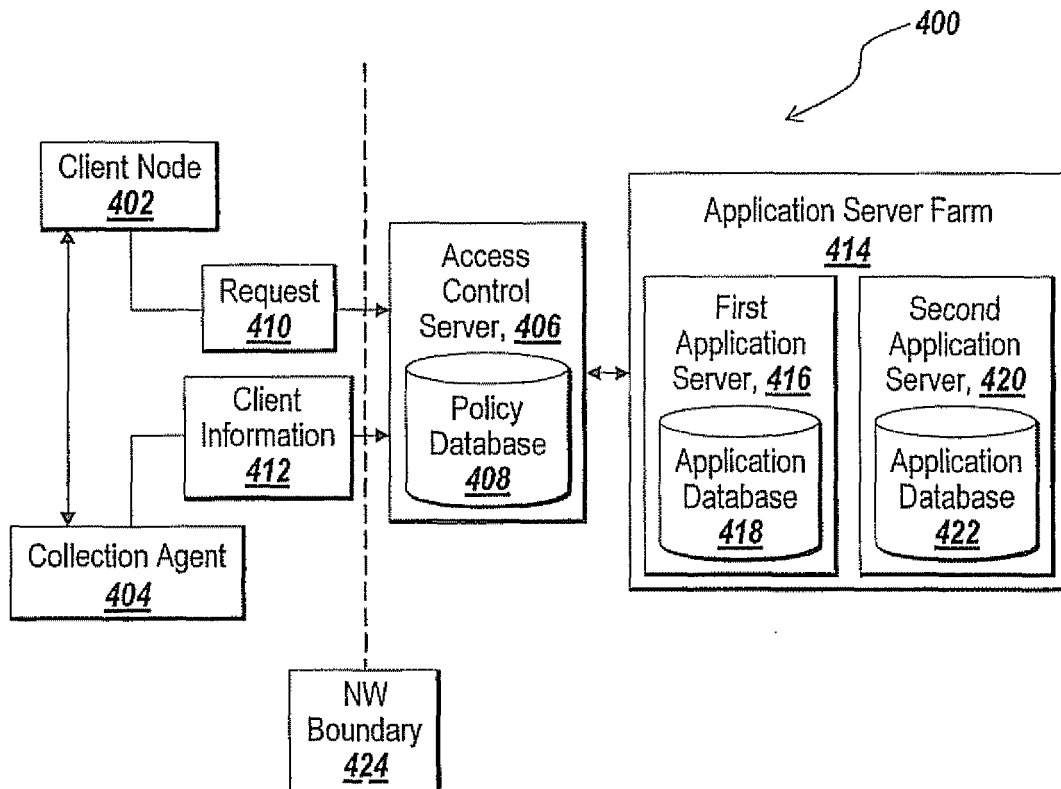 400
Client Node
402
Request
410
Client
Information
412
Collection Agent
404
Access
Control
Server, 406
Policy
Database
408
Application Server Farm
414
First
Application
Server, 416
Application
Database
418
Second
Application
Server, 420
Application
Database
422
NW
Boundary
424